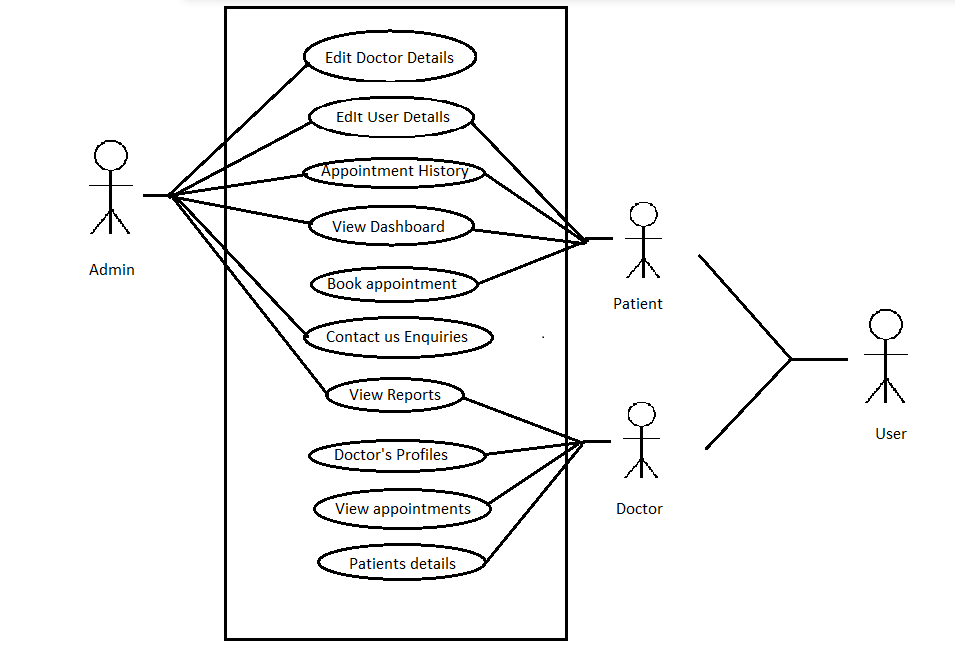 Edit Doctor Details
EdIt User DetaIls
Appointment History
View Dashboard
Book appointment
Contact us Enquiries
View Reports
Doctor's Profiles
View appointments
Patients details
Admin
Patient
Doctor
User